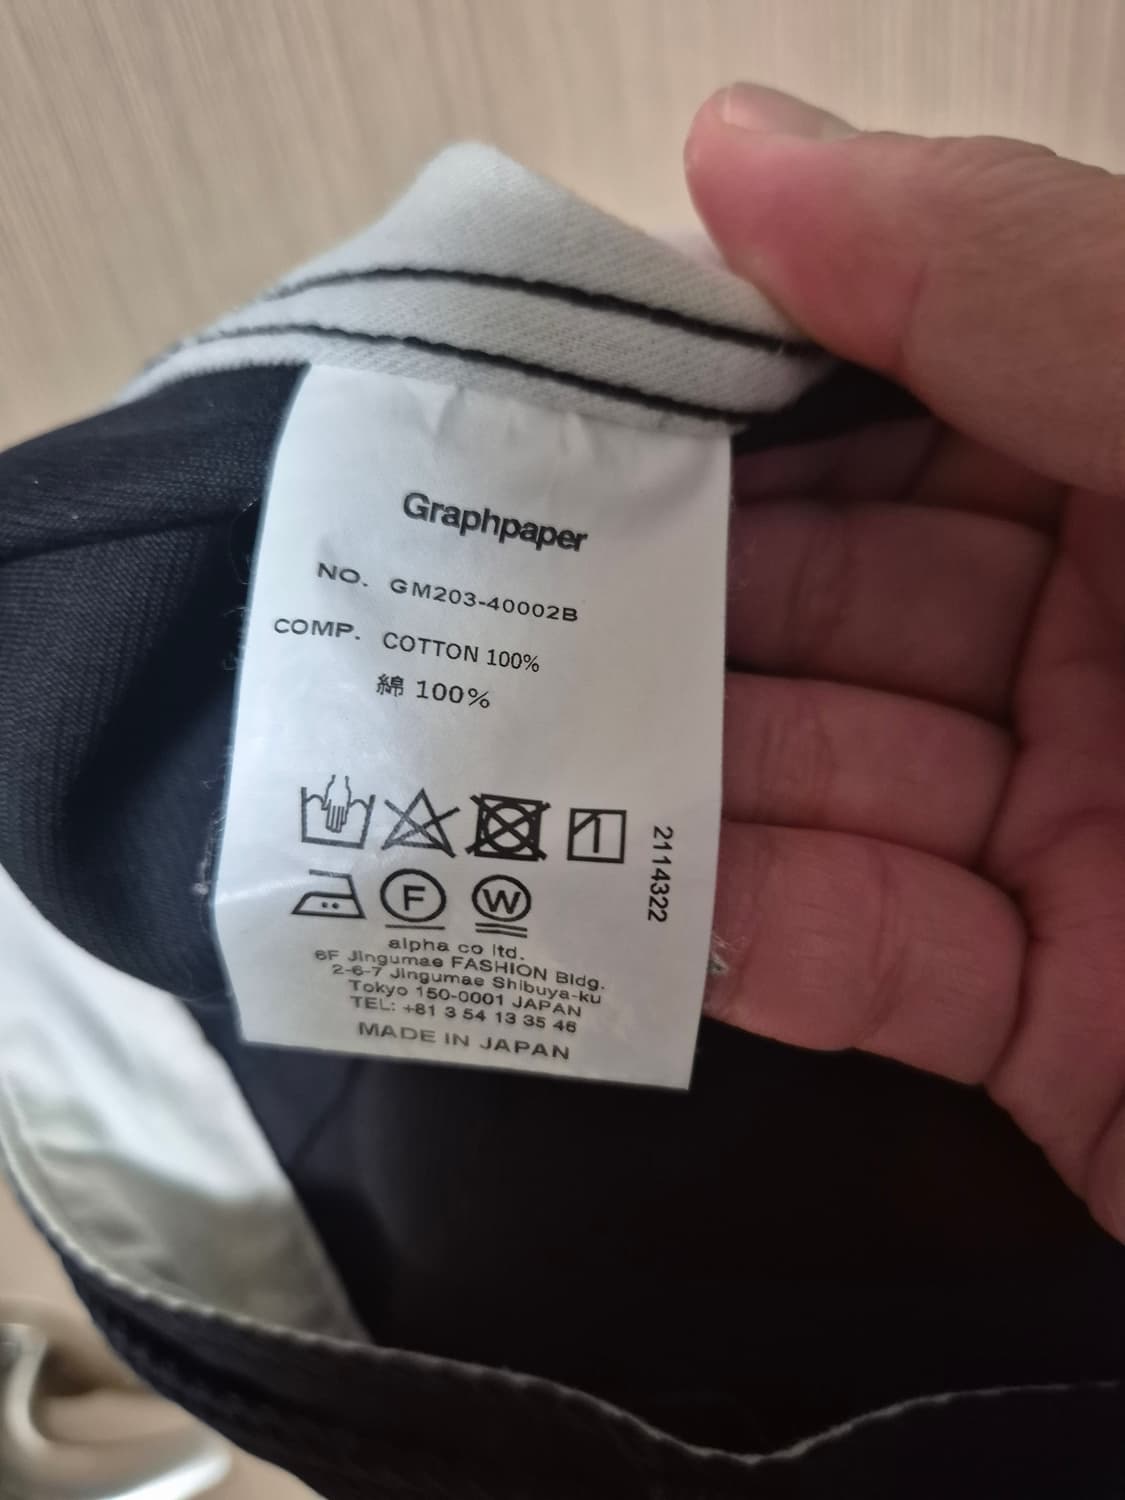 Graphpaper
NO. GM203-40002B
COMP. COTTON 100%
綿 100%
2114322
F W
alpha co ltd.
6F Jingumae FASHION Bldg.
2-6-7 Jingumae Shibuya-ku
Tokyo 150-0001 JAPAN
TEL: +81 3 54 13 35 46
MADE IN JAPAN